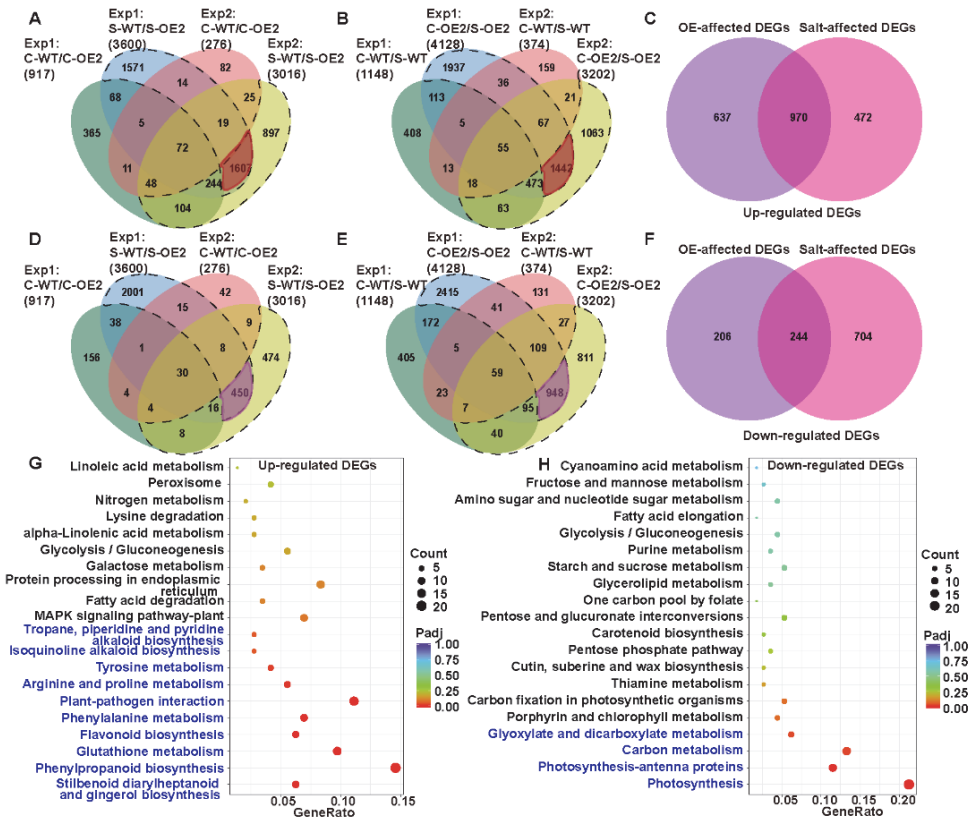 A
Exp1:
S-WT/S-OE2
(3600)
Exp2:
C-WT/C-OE2
(276)
Exp1:
C-WT/C-OE2
(917)
Exp2:
S-WT/S-OE2
(3016)
1571
82
14
68
25
5
19
365
897
72
11
1607
48
244
104
B
Exp1:
C-OE2/S-OE2
(4128)
Exp2:
C-WT/S-WT
(374)
Exp1:
C-WT/S-WT
(1148)
Exp2:
C-OE2/S-OE2
(3202)
1937
159
36
113
21
5
67
408
1063
55
13
1442
18
473
63
C
OE-affected DEGs
Salt-affected DEGs
637
970
472
Up-regulated DEGs
D
Exp1:
S-WT/S-OE2
(3600)
Exp2:
C-WT/C-OE2
(276)
Exp1:
C-WT/C-OE2
(917)
Exp2:
S-WT/S-OE2
(3016)
2001
42
15
38
9
1
8
156
474
30
4
450
4
16
8
E
Exp1:
C-OE2/S-OE2
(4128)
Exp2:
C-WT/S-WT
(374)
Exp1:
C-WT/S-WT
(1148)
Exp2:
C-OE2/S-OE2
(3202)
2415
131
41
172
27
5
109
405
811
59
23
948
7
95
40
F
OE-affected DEGs
Salt-affected DEGs
206
244
704
Down-regulated DEGs
G
Up-regulated DEGs
Linoleic acid metabolism
Peroxisome
Nitrogen metabolism
Lysine degradation
alpha-Linolenic acid metabolism
Glycolysis / Gluconeogenesis
Galactose metabolism
Protein processing in endoplasmic
reticulum
Fatty acid degradation
MAPK signaling pathway-plant
Tropane, piperidine and pyridine
alkaloid biosynthesis
Isoquinoline alkaloid biosynthesis
Tyrosine metabolism
Arginine and proline metabolism
Plant-pathogen interaction
Phenylalanine metabolism
Flavonoid biosynthesis
Glutathione metabolism
Phenylpropanoid biosynthesis
Stilbenoid diarylheptanoid
and gingerol biosynthesis
0.05
0.10
0.15
GeneRato
Count
5
10
15
20
Padj
1.00
0.75
0.50
0.25
0.00
H
Down-regulated DEGs
Cyanoamino acid metabolism
Fructose and mannose metabolism
Amino sugar and nucleotide sugar metabolism
Fatty acid elongation
Glycolysis / Gluconeogenesis
Purine metabolism
Starch and sucrose metabolism
Glycerolipid metabolism
One carbon pool by folate
Pentose and glucuronate interconversions
Carotenoid biosynthesis
Pentose phosphate pathway
Cutin, suberine and wax biosynthesis
Thiamine metabolism
Carbon fixation in photosynthetic organisms
Porphyrin and chlorophyll metabolism
Glyoxylate and dicarboxylate metabolism
Carbon metabolism
Photosynthesis-antenna proteins
Photosynthesis
0.05
0.10
0.15
0.20
GeneRato
Count
5
10
15
20
Padj
1.00
0.75
0.50
0.25
0.00